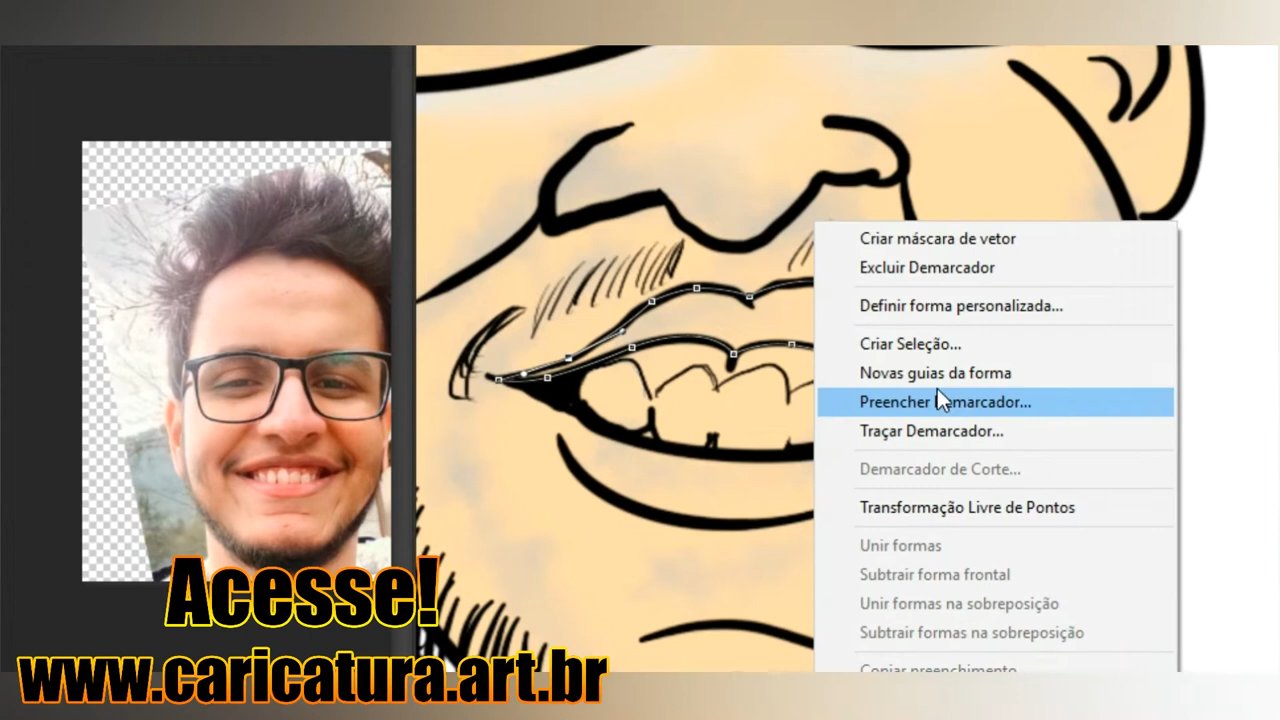 Criar máscara de vetor
Excluir Demarcador
Definir forma personalizada...
Criar Seleção...
Novas guias da forma
Preencher Demarcador...
Traçar Demarcador...
Demarcador de Corte...
Transformação Livre de Pontos
Unir formas
Subtrair forma frontal
Unir formas na sobreposição
Subtrair formas na sobreposição
Copiar preenchimento
Acesse!
www.caricatura.art.br